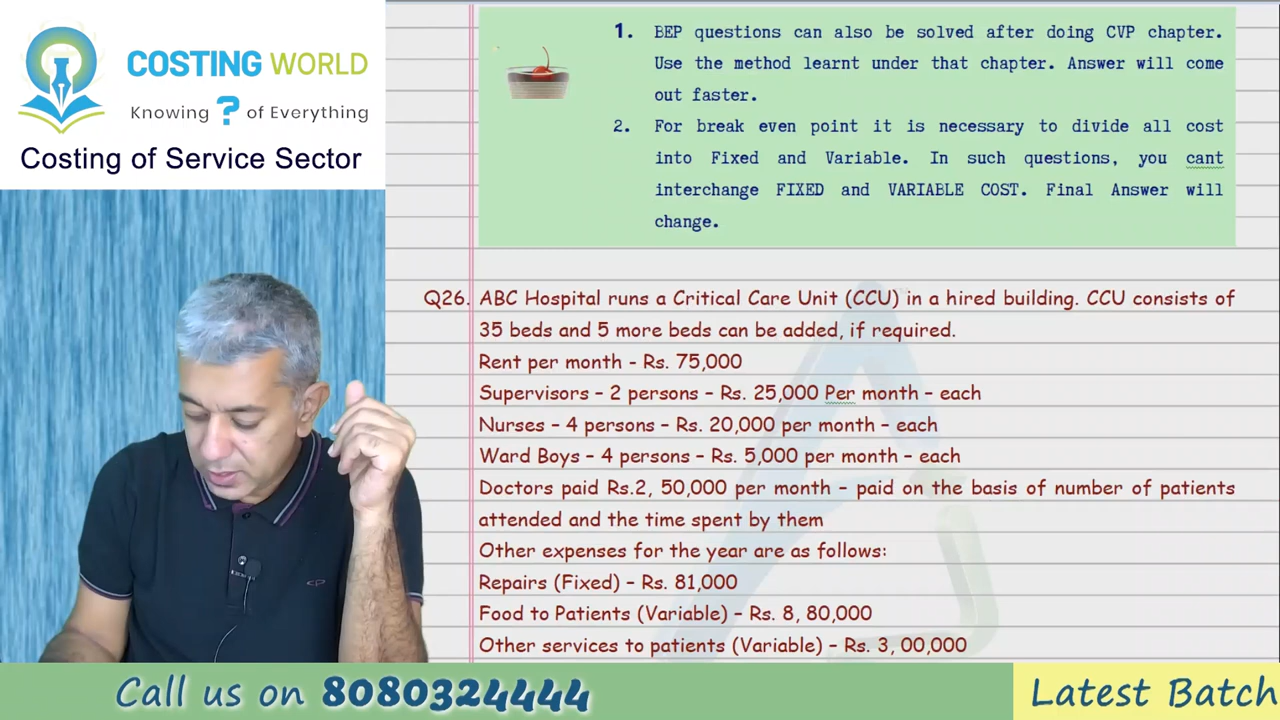 COSTING WORLD
Knowing ? of Everything
Costing of Service Sector
1. BEP questions can also be solved after doing CVP chapter.
Use the method learnt under that chapter. Answer will come
out faster.
2. For break even point it is necessary to divide all cost
into Fixed and Variable. In such questions, you cant
interchange FIXED and VARIABLE COST. Final Answer will
change.
Q26. ABC Hospital runs a Critical Care Unit (CCU) in a hired building. CCU consists of
35 beds and 5 more beds can be added, if required.
Rent per month - Rs. 75,000
Supervisors – 2 persons – Rs. 25,000 Per month – each
Nurses – 4 persons – Rs. 20,000 per month – each
Ward Boys – 4 persons – Rs. 5,000 per month – each
Doctors paid Rs.2, 50,000 per month – paid on the basis of number of patients
attended and the time spent by them
Other expenses for the year are as follows:
Repairs (Fixed) – Rs. 81,000
Food to Patients (Variable) – Rs. 8, 80,000
Other services to patients (Variable) – Rs. 3, 00,000
Call us on 8080324444
Latest Batch